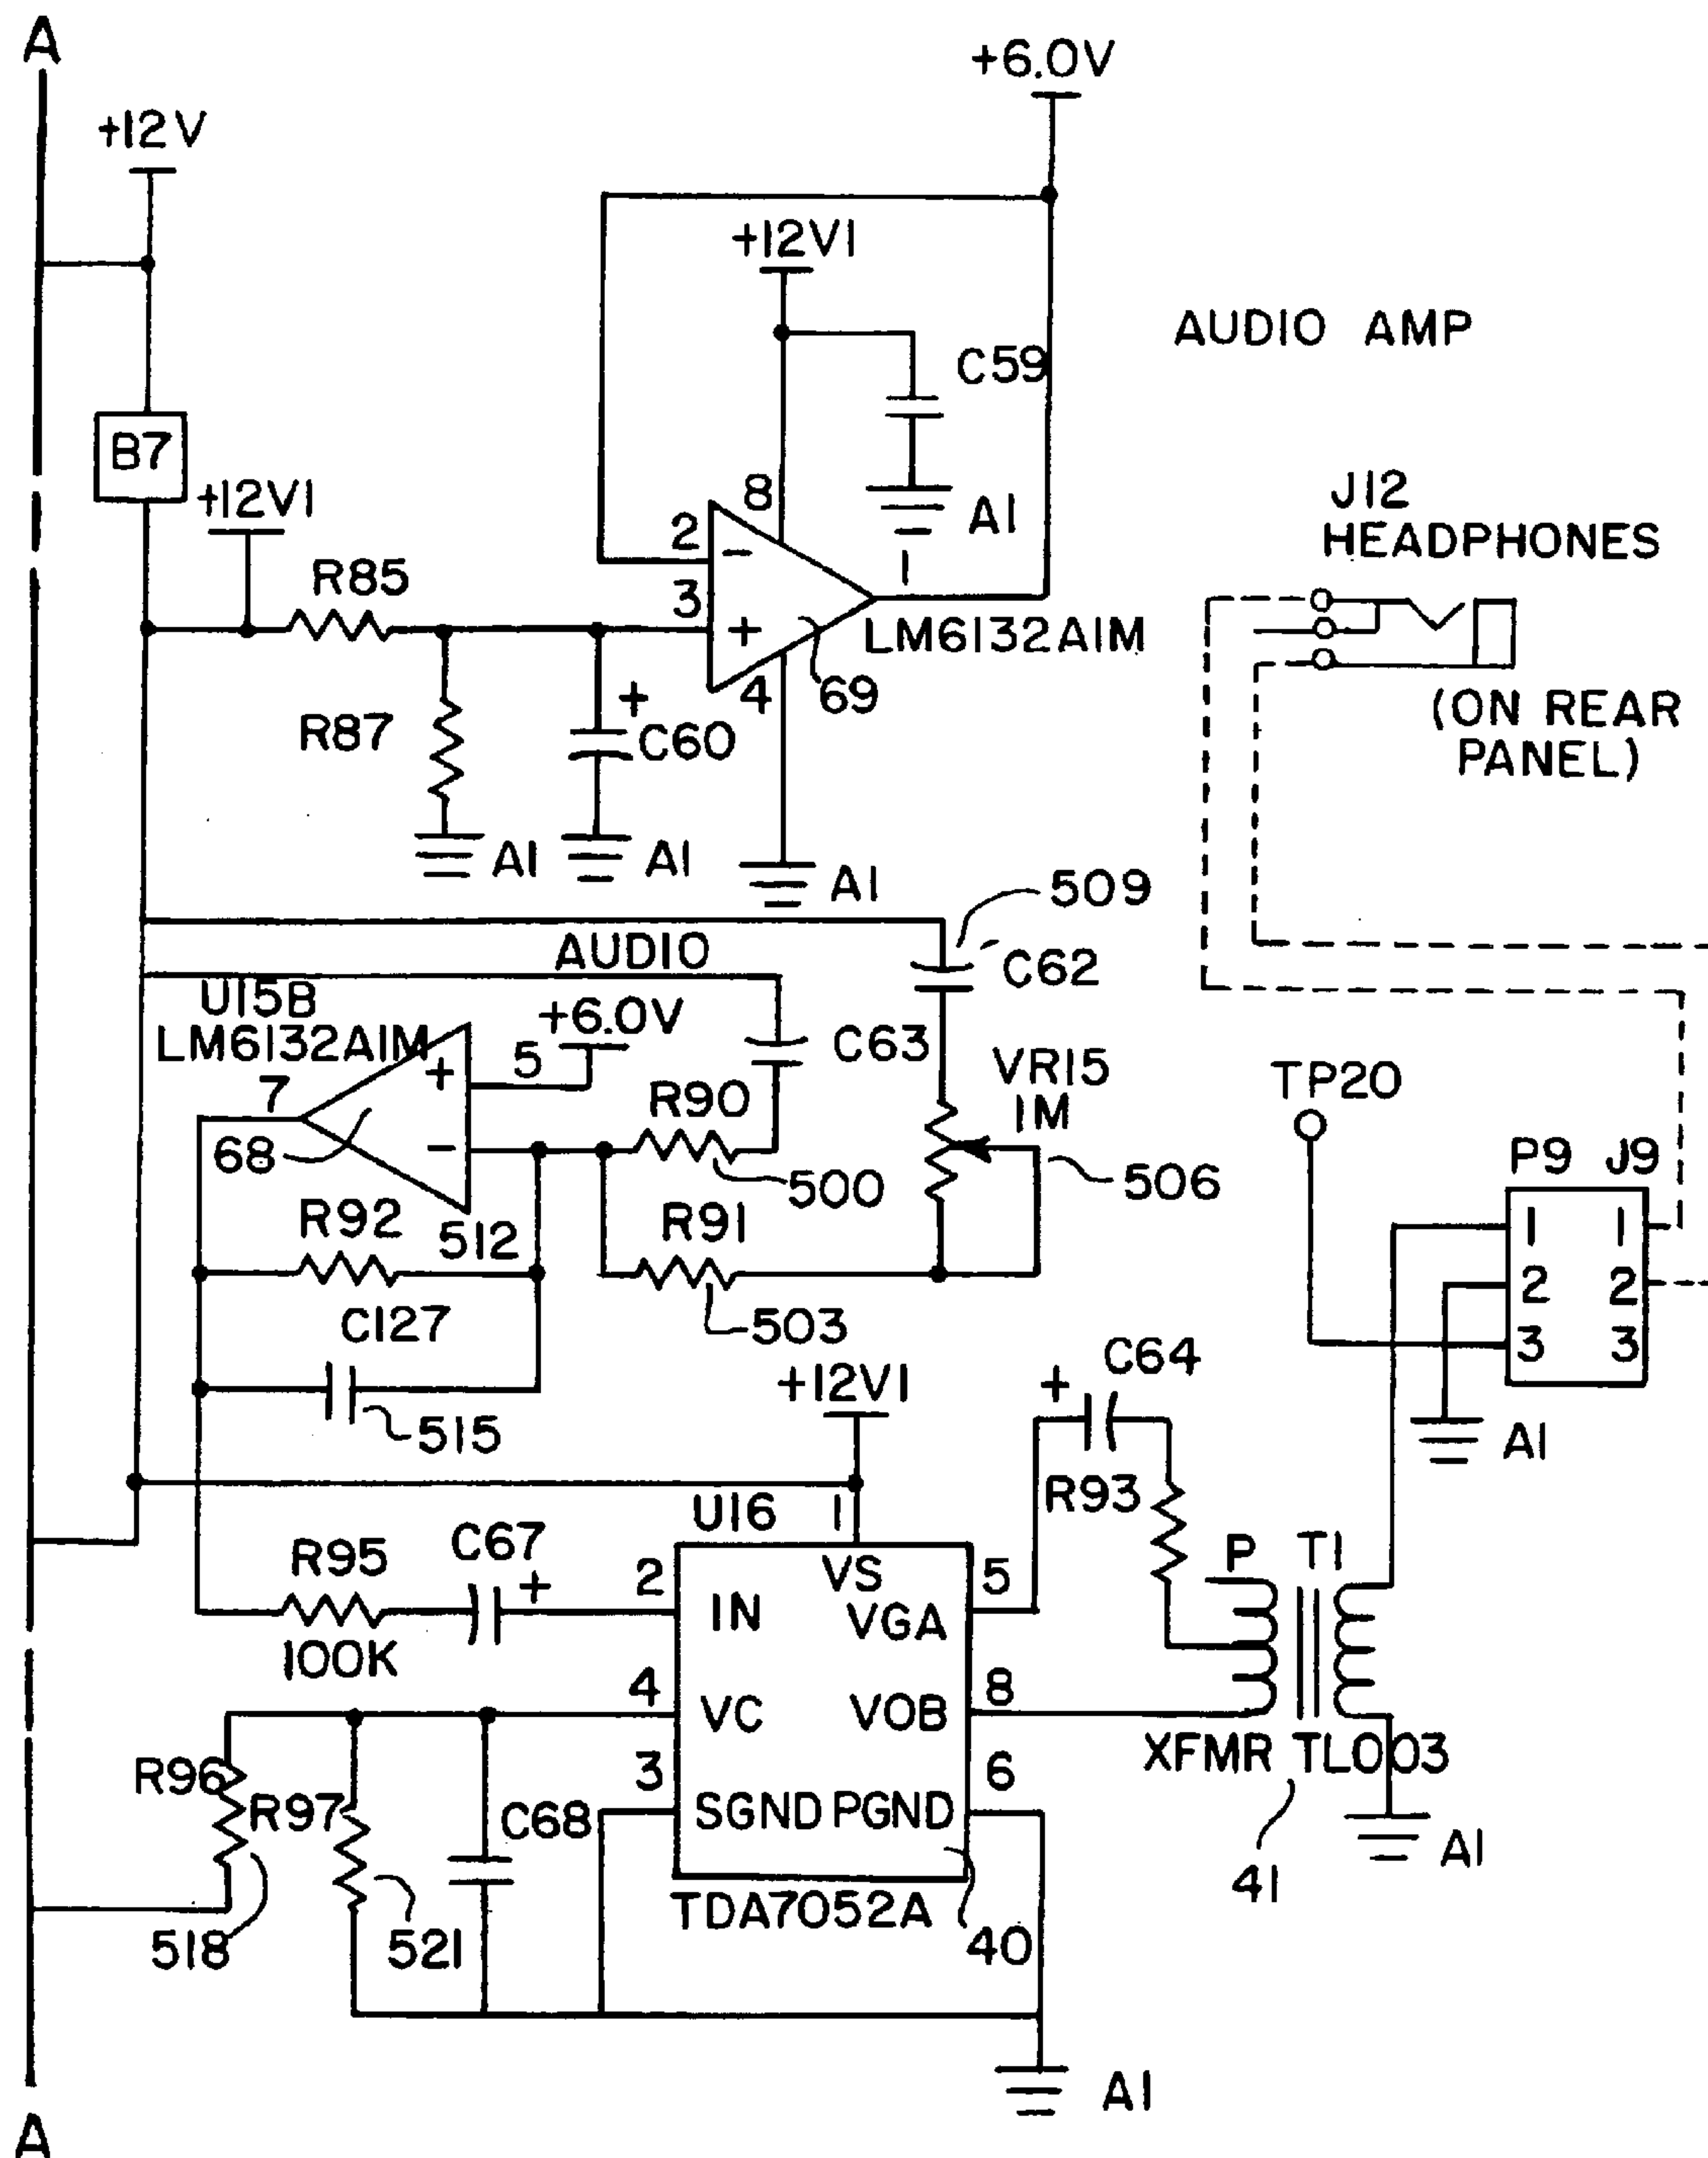 A
+12V
+6.0V
+12V1
AUDIO AMP
C59
B7
+12V1
8
A1
J12
HEADPHONES
2
-
1
R85
3
+
LM6132A1M
4
69
(ON REAR
PANEL)
R87
+
C60
A1
A1
A1
509
C62
AUDIO
U15B
LM6132A1M
+6.0V
5
+
C63
VR15
1M
TP20
7
R90
68
-
500
506
P9
J9
R92
512
R91
1
1
2
2
3
3
C127
503
C64
+
+12V1
515
A1
U16
1
R93
R95
C67
+
2
VS
5
P
T1
IN
VGA
100K
4
8
VC
VOB
XFMR TL003
R96
3
6
R97
C68
SGND
PGND
A1
41
TDA7052A
518
521
40
A1
A